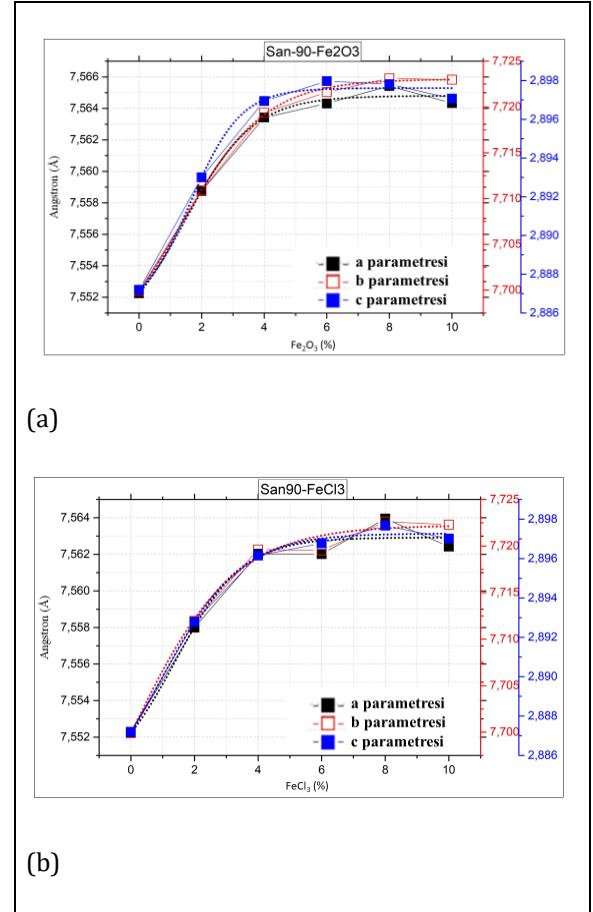 San-90-Fe2O3
7,566
7,564
7,562
7,560
7,558
7,556
7,554
7,552
Angstron (Å)
7,725
7,720
7,715
7,710
7,705
7,700
2,898
2,896
2,894
2,892
2,890
2,888
2,886
a parametresi
b parametresi
c parametresi
0 2 4 6 8 10
Fe₂O₃ (%)
(a)
San90-FeCl3
7,564
7,562
7,560
7,558
7,556
7,554
7,552
Angstron (Å)
7,725
7,720
7,715
7,710
7,705
7,700
2,898
2,896
2,894
2,892
2,890
2,888
2,886
a parametresi
b parametresi
c parametresi
0 2 4 6 8 10
FeCl₃ (%)
(b)